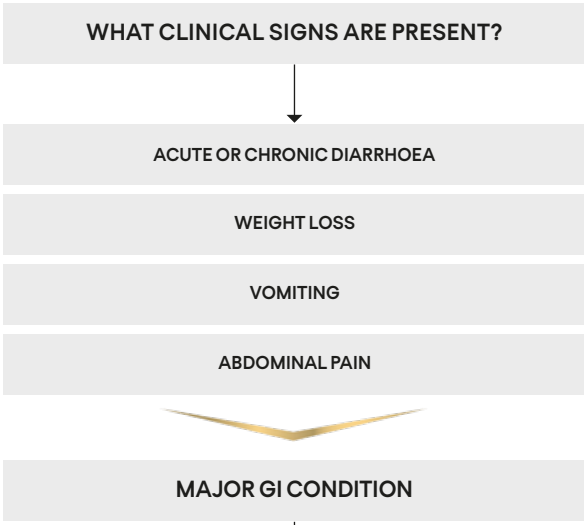 WHAT CLINICAL SIGNS ARE PRESENT?
ACUTE OR CHRONIC DIARRHOEA
WEIGHT LOSS
VOMITING
ABDOMINAL PAIN
MAJOR GI CONDITION